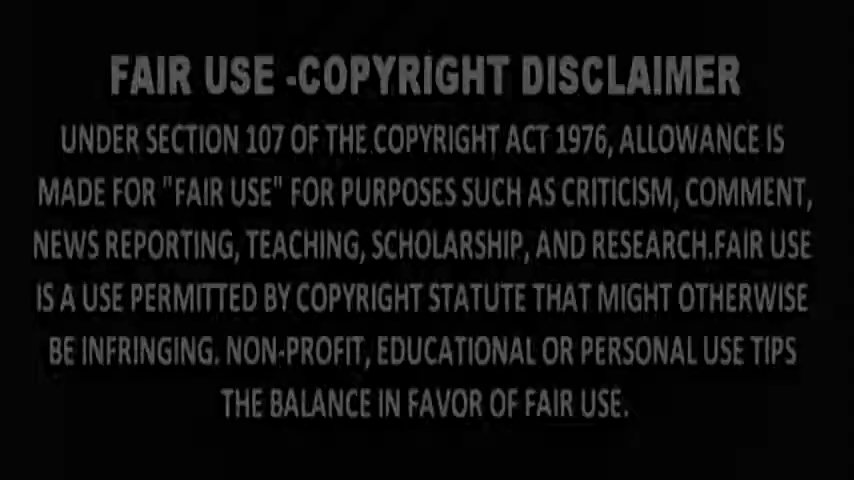 FAIR USE -COPYRIGHT DISCLAIMER
UNDER SECTION 107 OF THE COPYRIGHT ACT 1976, ALLOWANCE IS
MADE FOR "FAIR USE" FOR PURPOSES SUCH AS CRITICISM, COMMENT,
NEWS REPORTING, TEACHING, SCHOLARSHIP, AND RESEARCH.FAIR USE
IS A USE PERMITTED BY COPYRIGHT STATUTE THAT MIGHT OTHERWISE
BE INFRINGING. NON-PROFIT, EDUCATIONAL OR PERSONAL USE TIPS
THE BALANCE IN FAVOR OF FAIR USE.